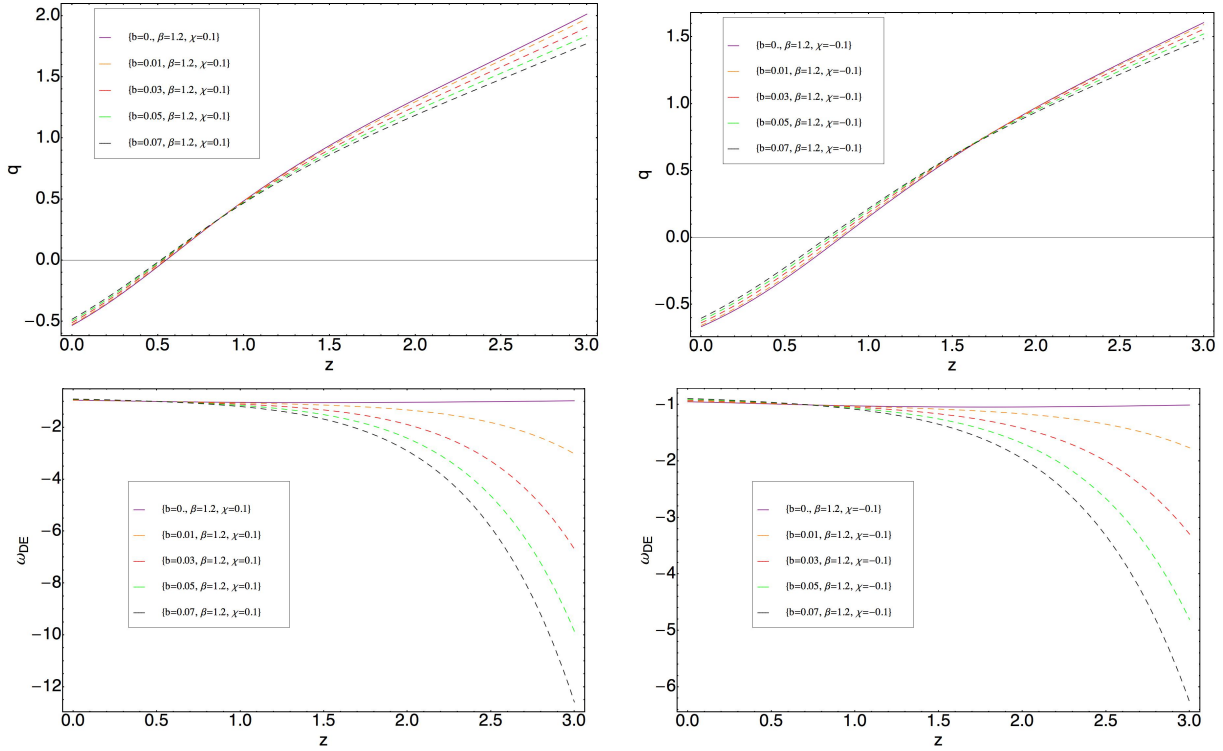 2.0
1.5
1.0
0.5
0.0
−0.5
q
{b=0., β=1.2, χ=0.1}
{b=0.01, β=1.2, χ=0.1}
{b=0.03, β=1.2, χ=0.1}
{b=0.05, β=1.2, χ=0.1}
{b=0.07, β=1.2, χ=0.1}
0.0 0.5 1.0 1.5 2.0 2.5 3.0
z
1.5
1.0
0.5
0.0
−0.5
q
{b=0., β=1.2, χ=−0.1}
{b=0.01, β=1.2, χ=−0.1}
{b=0.03, β=1.2, χ=−0.1}
{b=0.05, β=1.2, χ=−0.1}
{b=0.07, β=1.2, χ=−0.1}
0.0 0.5 1.0 1.5 2.0 2.5 3.0
z
−2
−4
−6
−8
−10
−12
ωDE
{b=0., β=1.2, χ=0.1}
{b=0.01, β=1.2, χ=0.1}
{b=0.03, β=1.2, χ=0.1}
{b=0.05, β=1.2, χ=0.1}
{b=0.07, β=1.2, χ=0.1}
0.0 0.5 1.0 1.5 2.0 2.5 3.0
z
−1
−2
−3
−4
−5
−6
ωDE
{b=0., β=1.2, χ=−0.1}
{b=0.01, β=1.2, χ=−0.1}
{b=0.03, β=1.2, χ=−0.1}
{b=0.05, β=1.2, χ=−0.1}
{b=0.07, β=1.2, χ=−0.1}
0.0 0.5 1.0 1.5 2.0 2.5 3.0
z